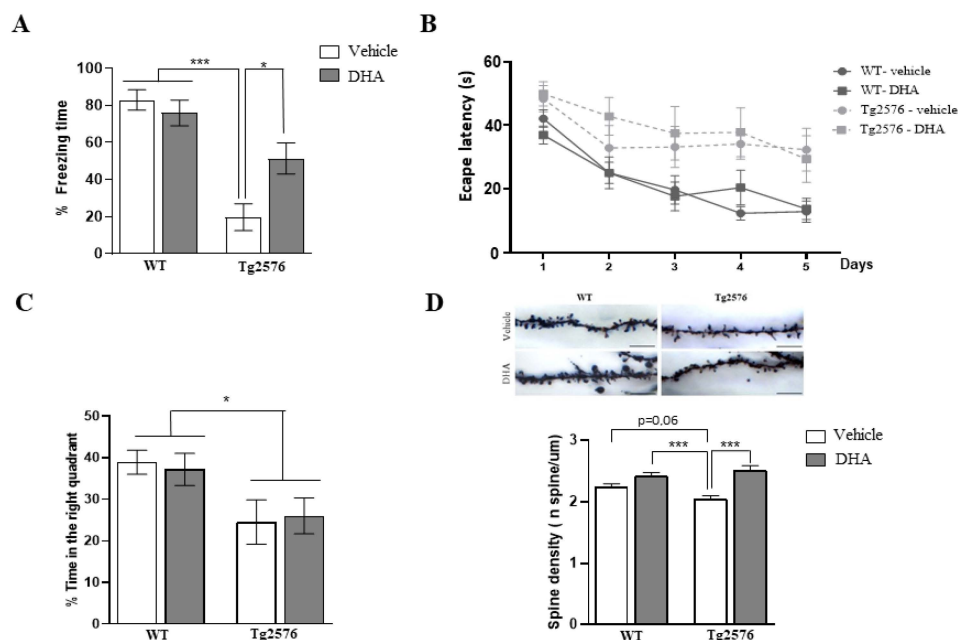 A
Vehicle
DHA
***
*
% Freezing time
100
80
60
40
20
0
WT
Tg2576
B
Ecape latency (s)
60
40
20
0
1
2
3
4
5
Days
WT- vehicle
WT- DHA
Tg2576 - vehicle
Tg2576 - DHA
C
*
% Time in the right quadrant
50
40
30
20
10
0
WT
Tg2576
D
WT
Tg2576
Vehicle
DHA
p=0,06
***
***
Vehicle
DHA
Spine density ( n spine/um)
3
2
1
0
WT
Tg2576